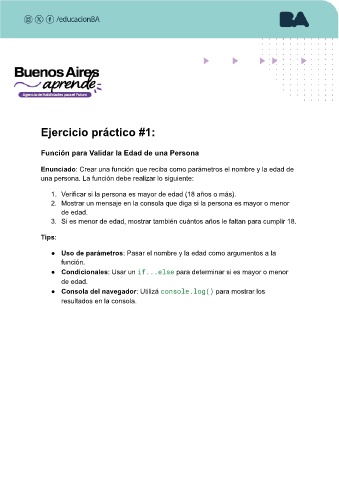 /educacionBA
BA
Buenos Aires
aprende
Agencia de Habilidades para el Futuro
Ejercicio práctico #1:
Función para Validar la Edad de una Persona
Enunciado: Crear una función que reciba como parámetros el nombre y la edad de
una persona. La función debe realizar lo siguiente:
1. Verificar si la persona es mayor de edad (18 años o más).
2. Mostrar un mensaje en la consola que diga si la persona es mayor o menor
de edad.
3. Si es menor de edad, mostrar también cuántos años le faltan para cumplir 18.
Tips:
● Uso de parámetros: Pasar el nombre y la edad como argumentos a la
función.
● Condicionales: Usar un if...else para determinar si es mayor o menor
de edad.
● Consola del navegador: Utilizá console.log() para mostrar los
resultados en la consola.